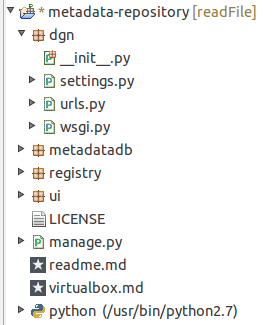 * metadata-repository [readFile]
dgn
__init__.py
settings.py
urls.py
wsgi.py
metadatadb
registry
ui
LICENSE
manage.py
readme.md
virtualbox.md
python (/usr/bin/python2.7)